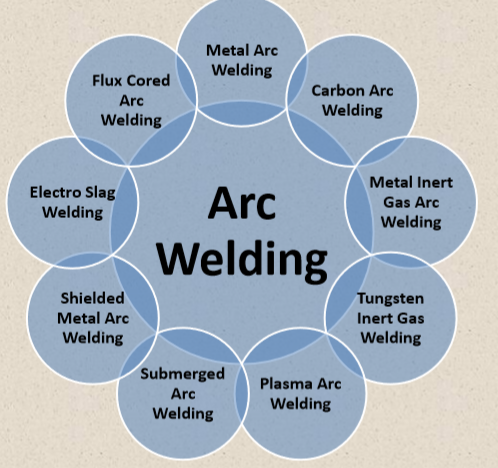 Metal Arc
Welding
Carbon Arc
Welding
Metal Inert
Gas Arc
Welding
Tungsten
Inert Gas
Welding
Plasma Arc
Welding
Submerged
Arc
Welding
Shielded
Metal Arc
Welding
Electro Slag
Welding
Flux Cored
Arc
Welding
Arc
Welding